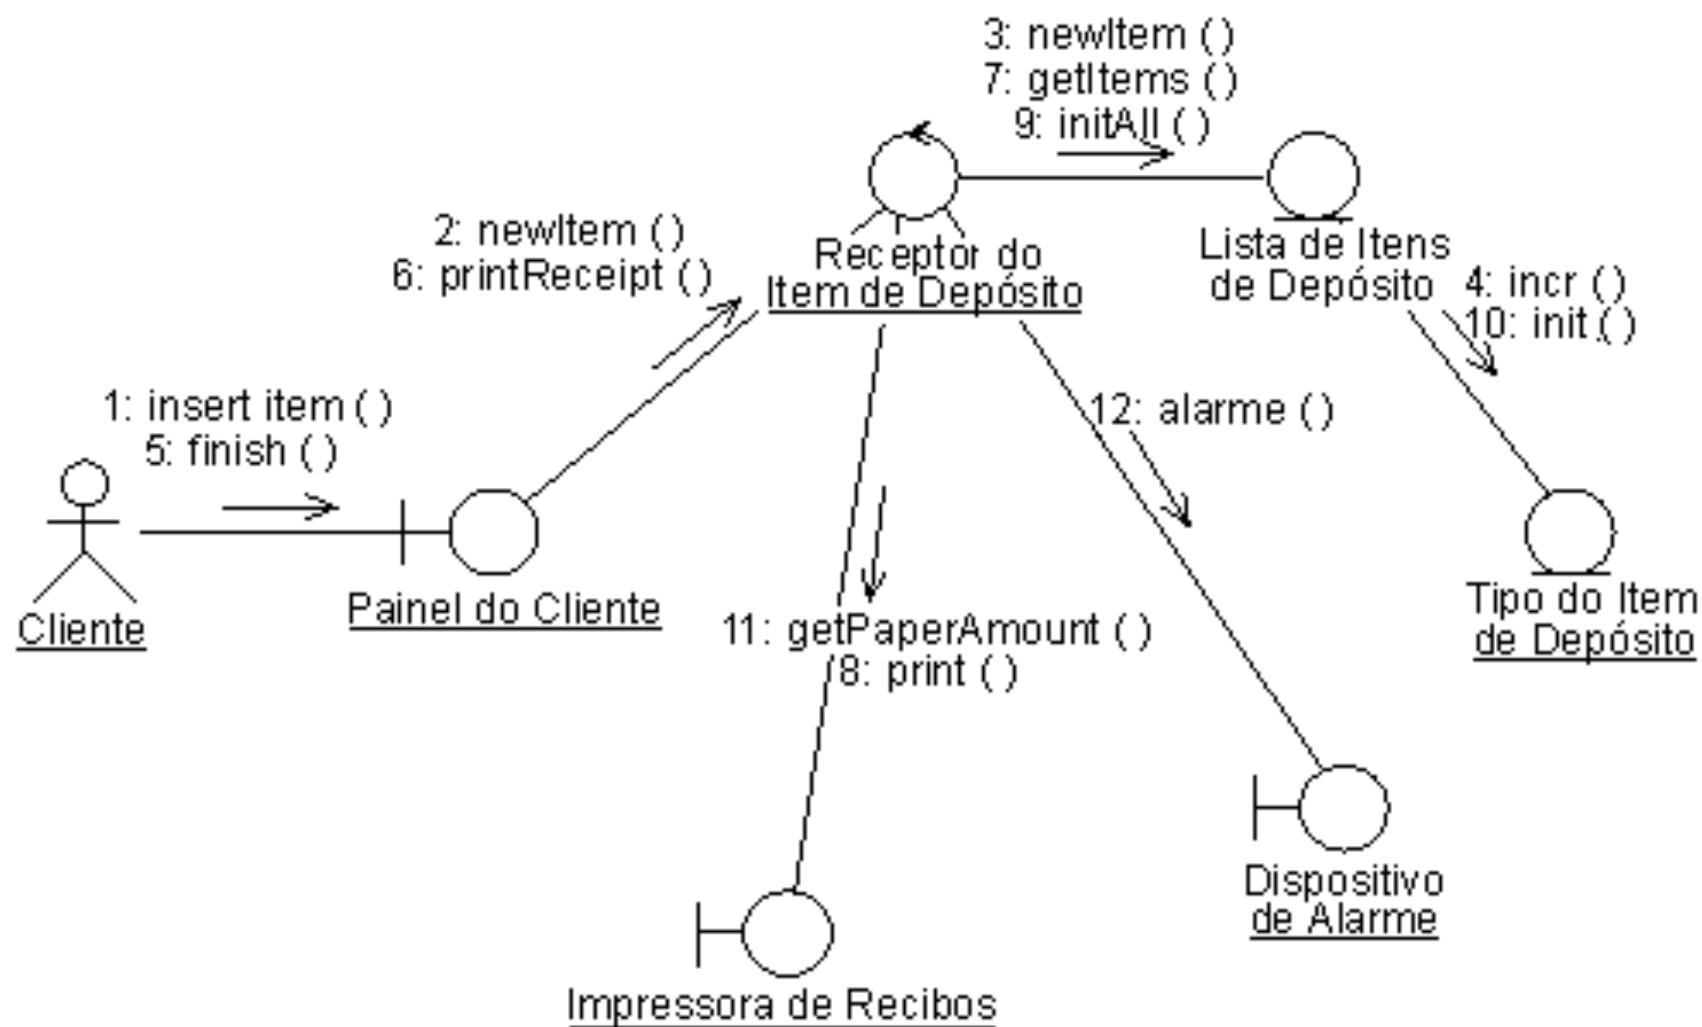 3: newItem ( )
7: getItems ( )
9: initAll ( )
2: newItem ( )
6: printReceipt ( )
Receptor do
Item de Depósito
Lista de Itens
de Depósito
4: incr ( )
10: init ( )
1: insert item ( )
5: finish ( )
12: alarme ( )
Cliente
Painel do Cliente
11: getPaperAmount ( )
8: print ( )
Tipo do Item
de Depósito
Dispositivo
de Alarme
Impressora de Recibos